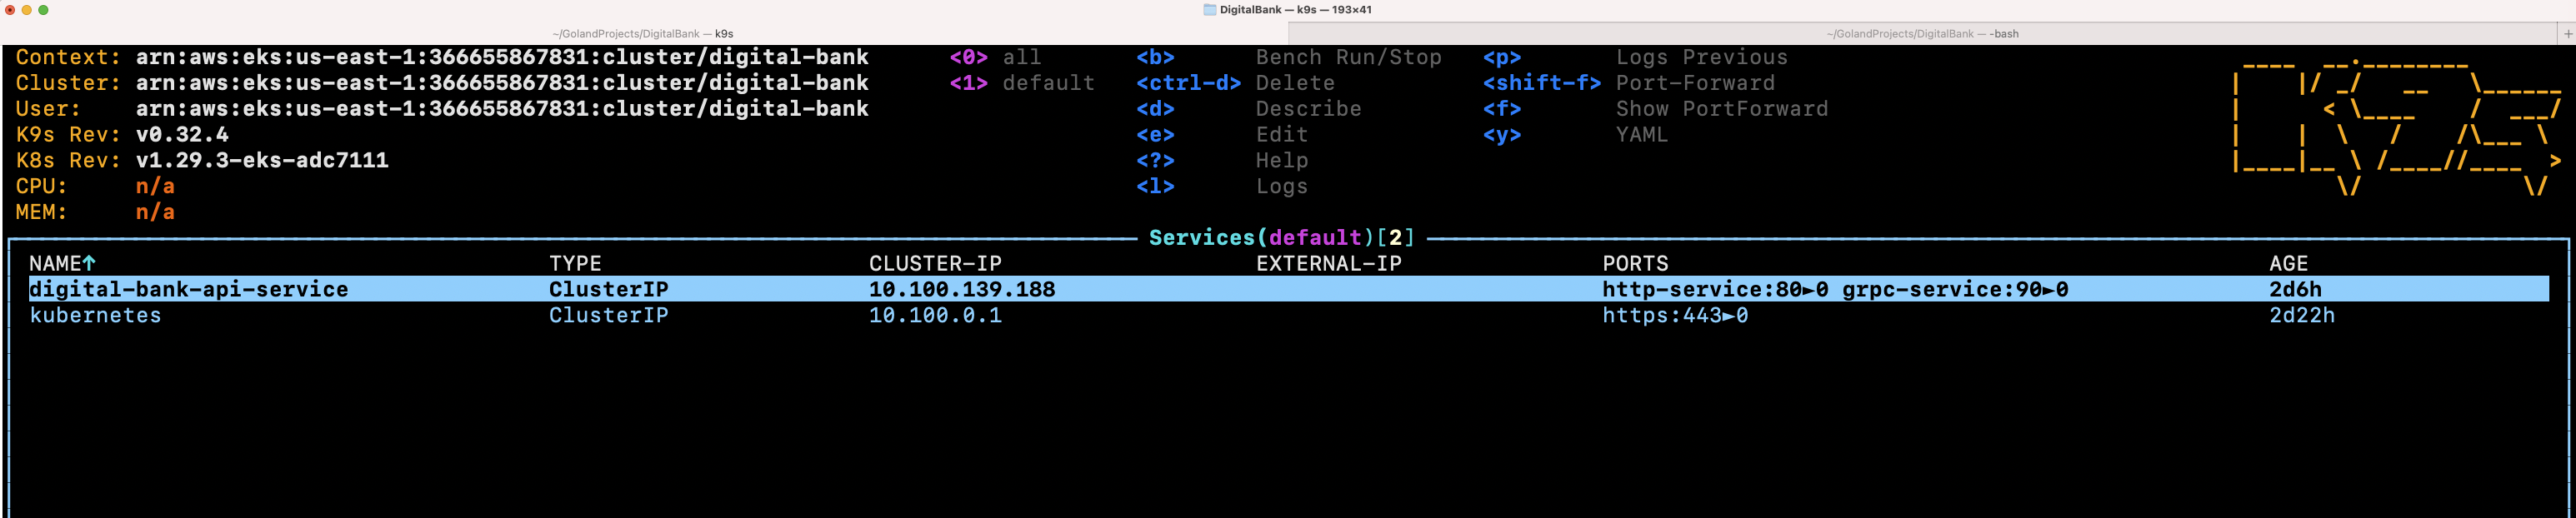 DigitalBank — k9s — 193×41
~/GolandProjects/DigitalBank — k9s ~/GolandProjects/DigitalBank — -bash +
Context: arn:aws:eks:us-east-1:366655867831:cluster/digital-bank <0> all <b> Bench Run/Stop <p> Logs Previous
Cluster: arn:aws:eks:us-east-1:366655867831:cluster/digital-bank <1> default <ctrl-d> Delete <shift-f> Port-Forward
User: arn:aws:eks:us-east-1:366655867831:cluster/digital-bank <d> Describe <f> Show PortForward
K9s Rev: v0.32.4 <e> Edit <y> YAML
K8s Rev: v1.29.3-eks-adc7111 <?> Help
CPU: n/a <l> Logs
MEM: n/a
Services(default)[2]
NAME↑ TYPE CLUSTER-IP EXTERNAL-IP PORTS AGE
digital-bank-api-service ClusterIP 10.100.139.188 http-service:80►0 grpc-service:90►0 2d6h
kubernetes ClusterIP 10.100.0.1 https:443►0 2d22h